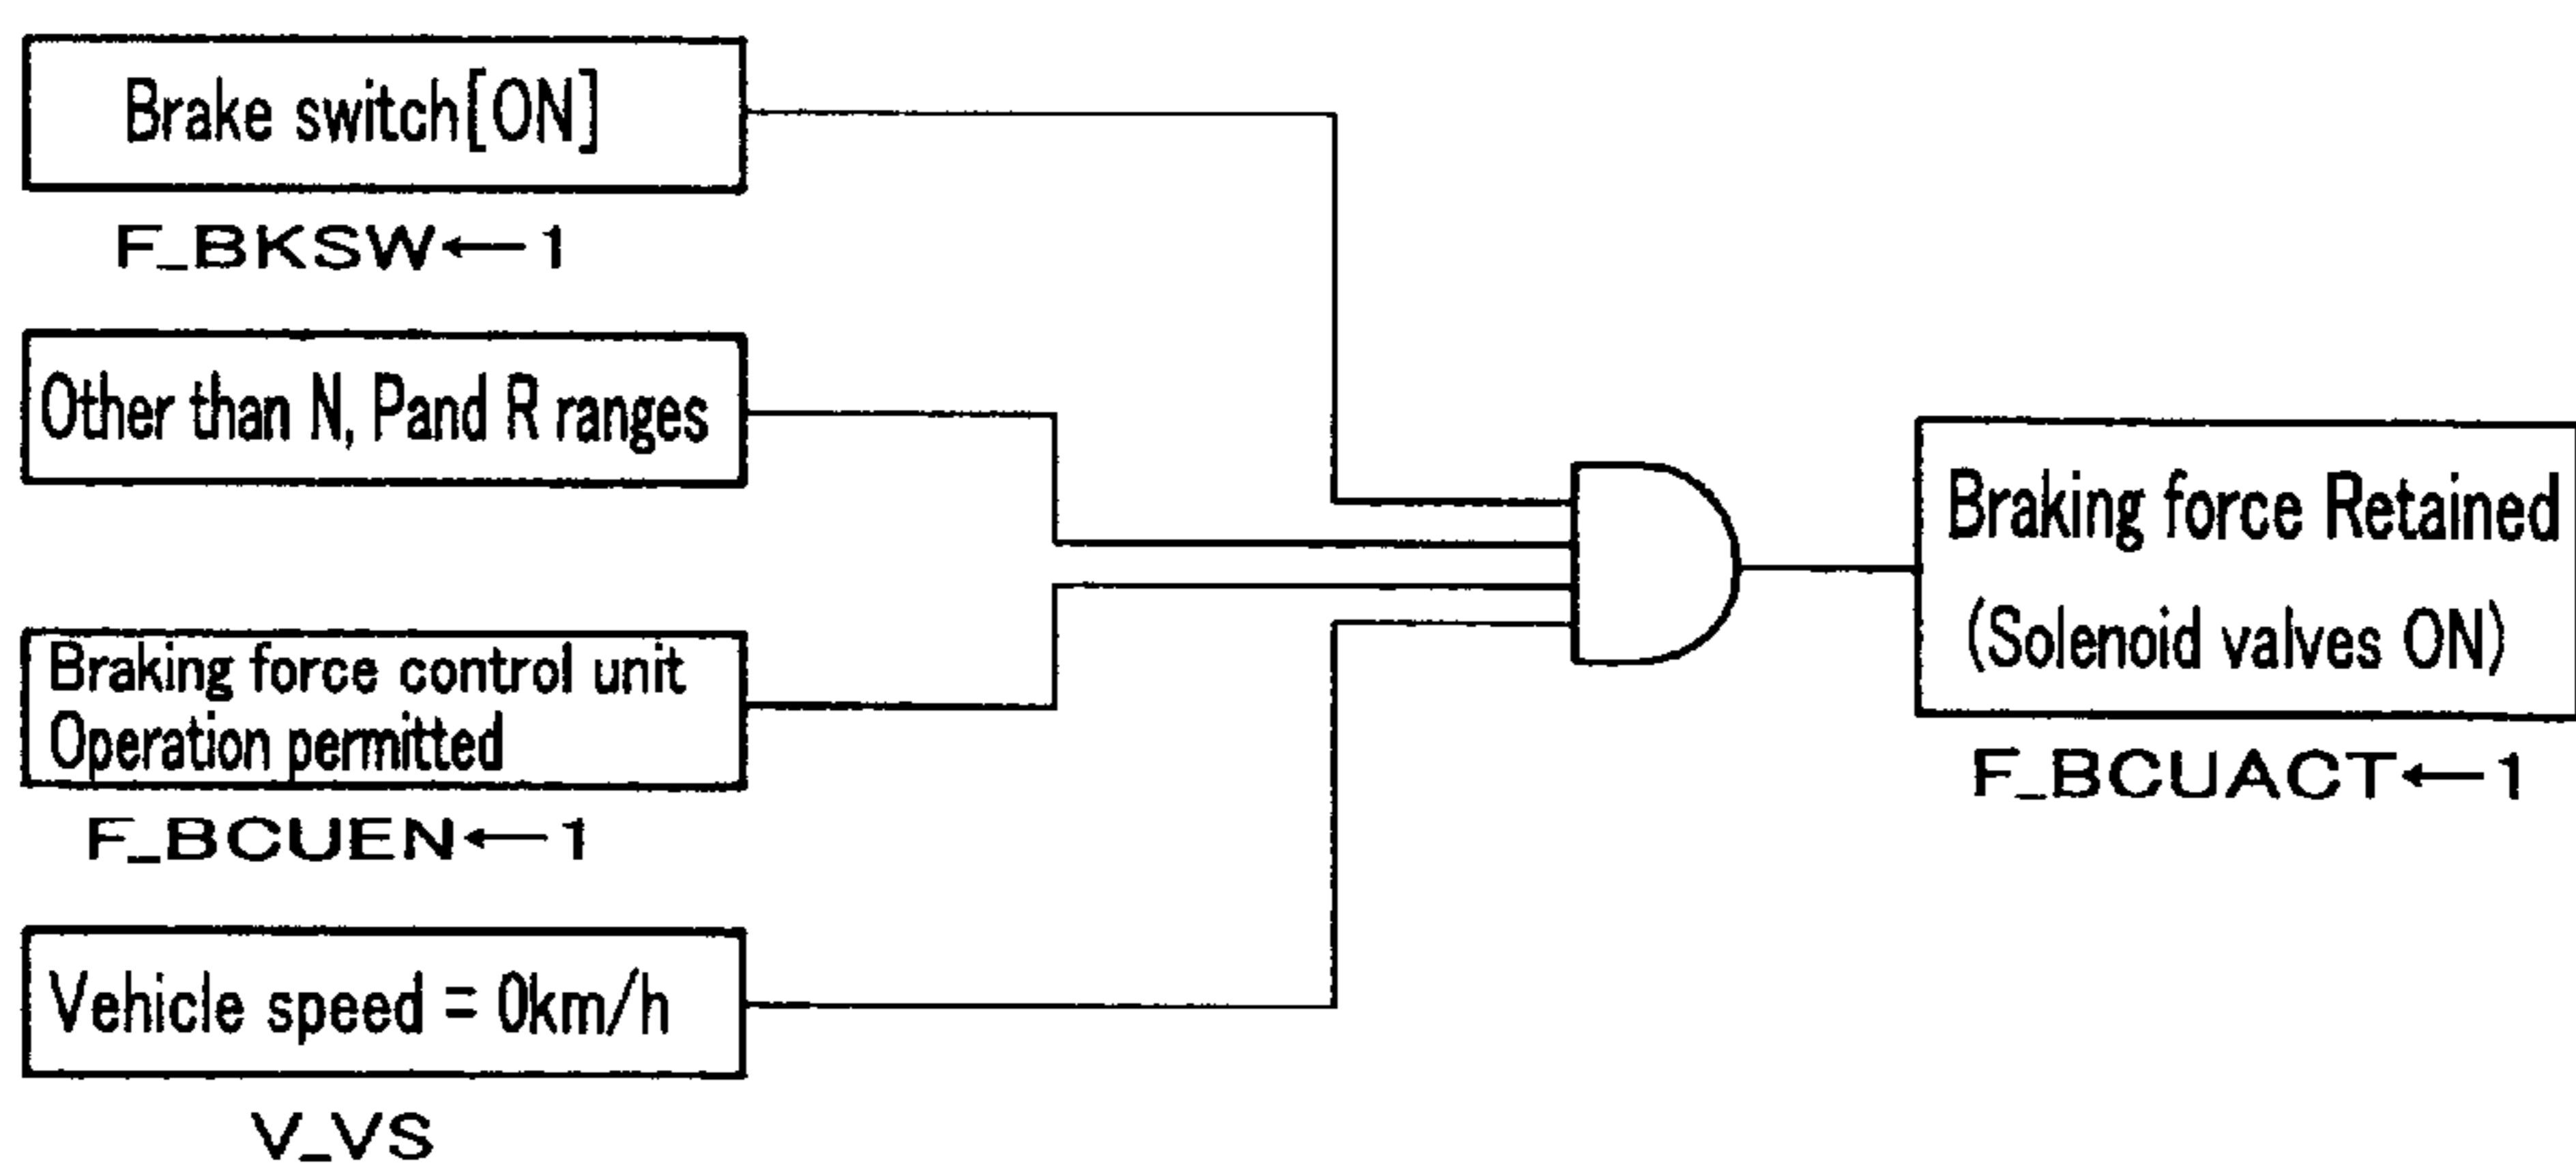 Brake switch[ON]
F_BKSW←1
Other than N, Pand R ranges
Braking force control unit
Operation permitted
F_BCUEN←1
Vehicle speed = 0km/h
V_VS
Braking force Retained
(Solenoid valves ON)
F_BCUACT←1